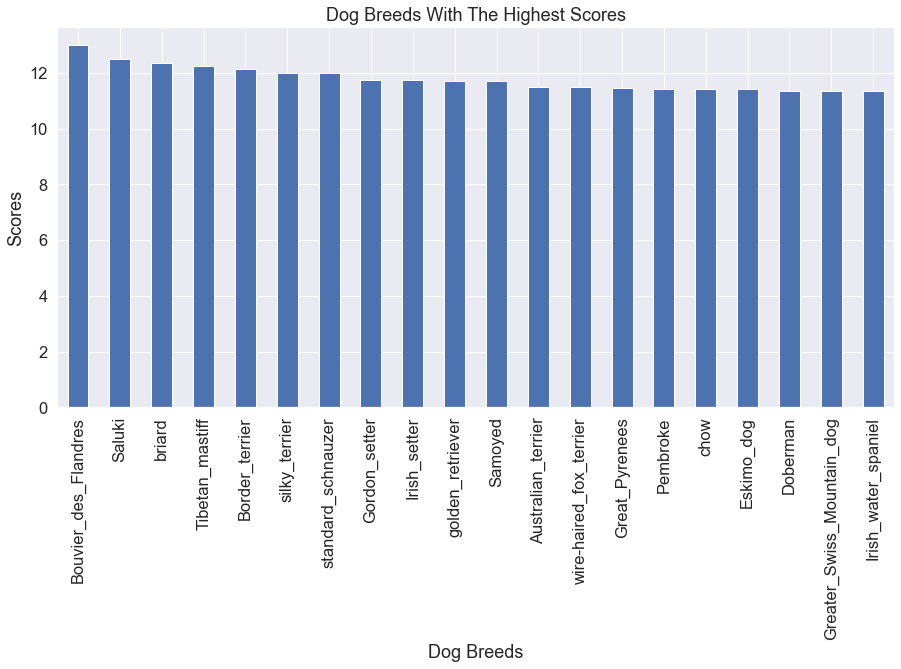 Dog Breeds With The Highest Scores
Scores
12
10
8
6
4
2
0
Bouvier_des_Flandres
Saluki
briard
Tibetan_mastiff
Border_terrier
silky_terrier
standard_schnauzer
Gordon_setter
Irish_setter
golden_retriever
Samoyed
Australian_terrier
wire-haired_fox_terrier
Great_Pyrenees
Pembroke
chow
Eskimo_dog
Doberman
Greater_Swiss_Mountain_dog
Irish_water_spaniel
Dog Breeds